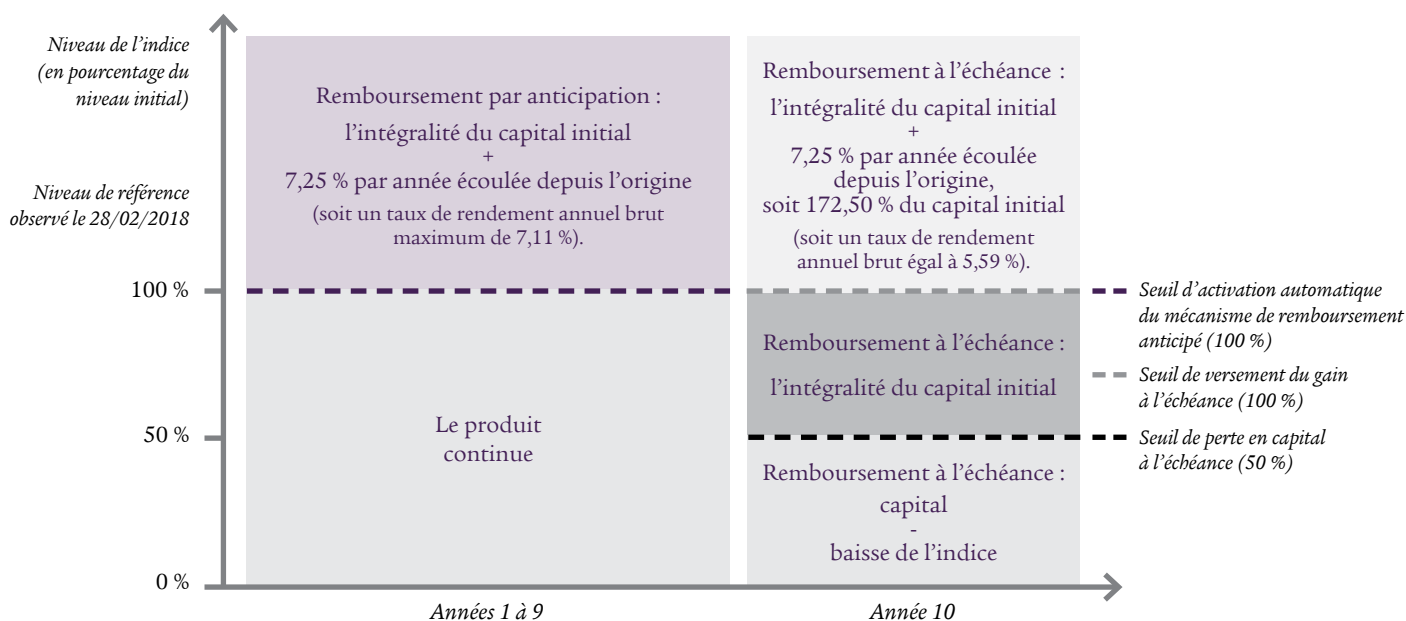 Niveau de l’indice
(en pourcentage du
niveau initial)
Niveau de référence
observé le 28/02/2018
100 %
50 %
0 %
Remboursement par anticipation :
l’intégralité du capital initial
+
7,25 % par année écoulée depuis l’origine
(soit un taux de rendement annuel brut
maximum de 7,11 %).
Le produit
continue
Remboursement à l’échéance :
l’intégralité du capital initial
+
7,25 % par année écoulée
depuis l’origine,
soit 172,50 % du capital initial
(soit un taux de rendement
annuel brut égal à 5,59 %).
Remboursement à l’échéance :
l’intégralité du capital initial
Remboursement à l’échéance :
capital
-
baisse de l’indice
Seuil d’activation automatique
du mécanisme de remboursement
anticipé (100 %)
Seuil de versement du gain
à l’échéance (100 %)
Seuil de perte en capital
à l’échéance (50 %)
Années 1 à 9
Année 10